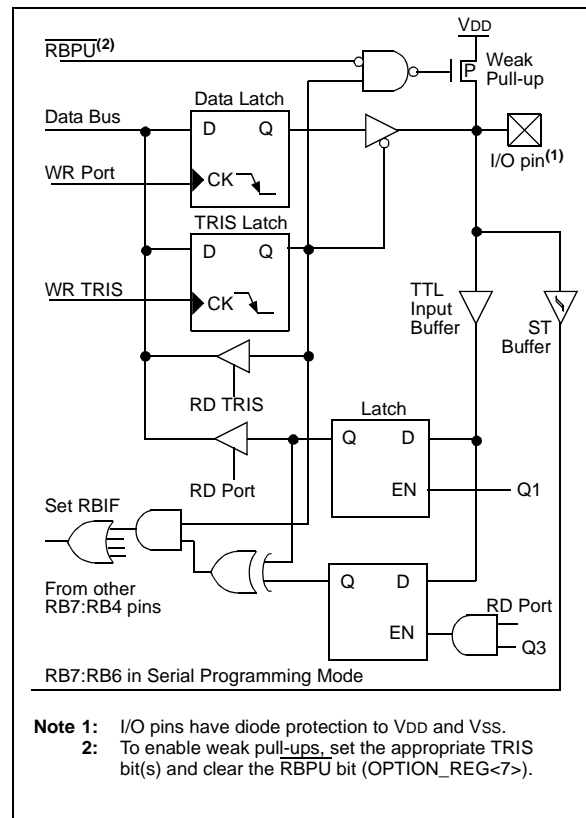 VDD
RBPU(2)
Weak
Pull-up
P
Data Latch
Data Bus
D Q
I/O pin(1)
WR Port
CK
TRIS Latch
D Q
WR TRIS
CK
TTL
Input
Buffer
ST
Buffer
RD TRIS
Latch
Q D
RD Port
EN
Q1
Set RBIF
From other
RB7:RB4 pins
Q D
RD Port
EN
Q3
RB7:RB6 in Serial Programming Mode
Note 1: I/O pins have diode protection to VDD and VSS.
2: To enable weak pull-ups, set the appropriate TRIS
bit(s) and clear the RBPU bit (OPTION_REG<7>).